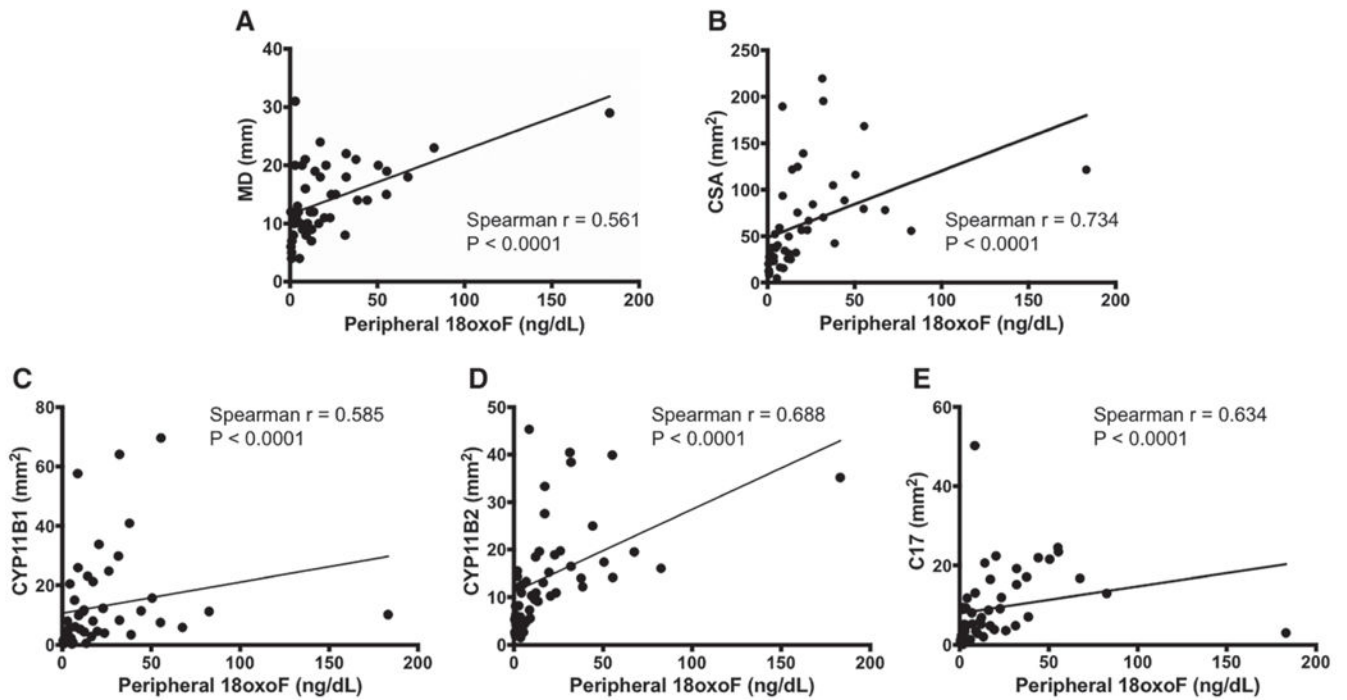 A
MD (mm)
40
30
20
10
0
0 50 100 150 200
Spearman r = 0.561
P < 0.0001
Peripheral 18oxoF (ng/dL)
B
CSA (mm²)
250
200
150
100
50
0
0 50 100 150 200
Spearman r = 0.734
P < 0.0001
Peripheral 18oxoF (ng/dL)
C
CYP11B1 (mm²)
80
60
40
20
0
0 50 100 150 200
Spearman r = 0.585
P < 0.0001
Peripheral 18oxoF (ng/dL)
D
CYP11B2 (mm²)
50
40
30
20
10
0
0 50 100 150 200
Spearman r = 0.688
P < 0.0001
Peripheral 18oxoF (ng/dL)
E
C17 (mm²)
60
40
20
0
0 50 100 150 200
Spearman r = 0.634
P < 0.0001
Peripheral 18oxoF (ng/dL)